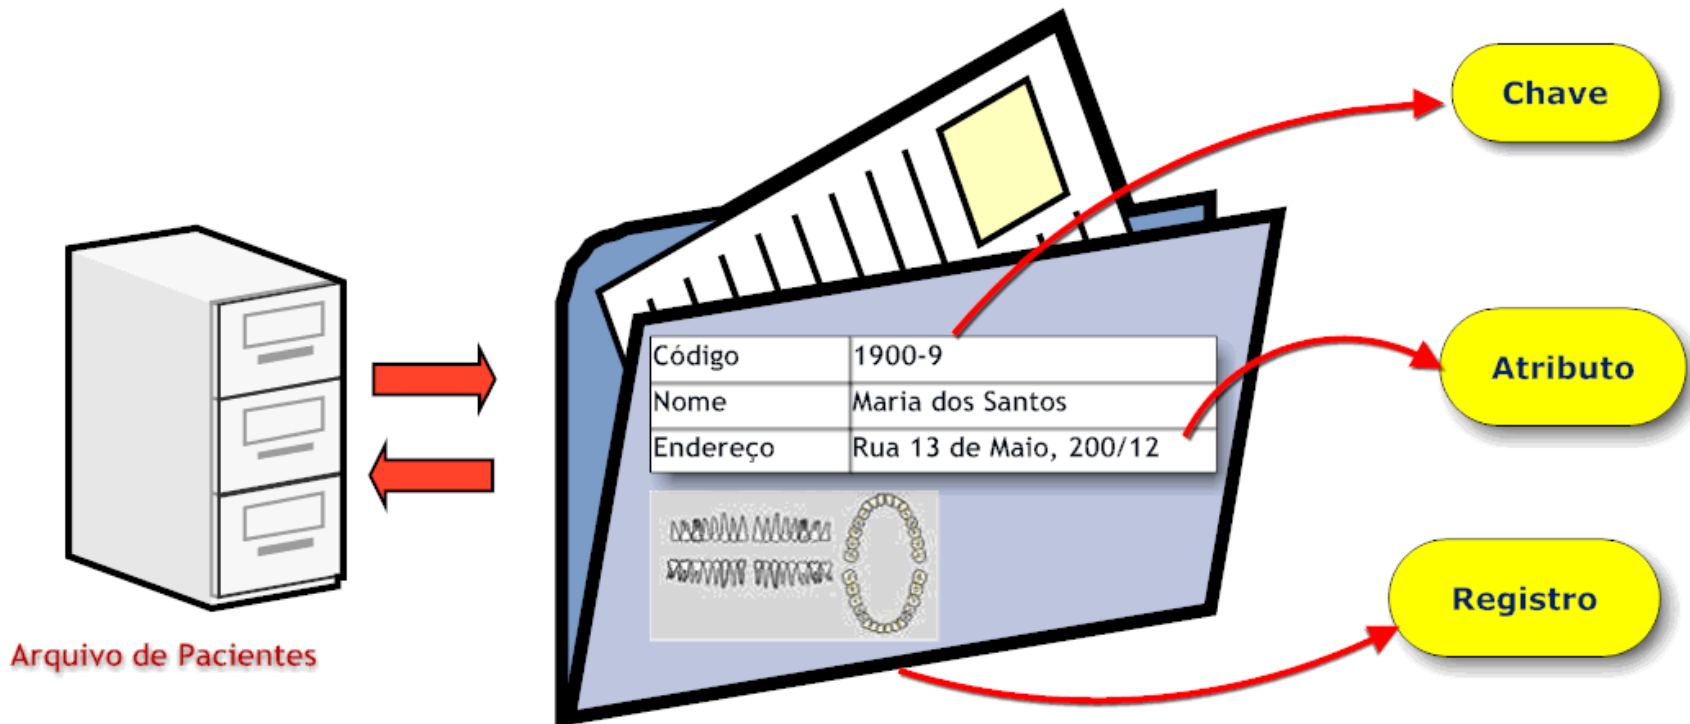 Chave
Código 1900-9
Nome Maria dos Santos
Endereço Rua 13 de Maio, 200/12
Atributo
Registro
Arquivo de Pacientes